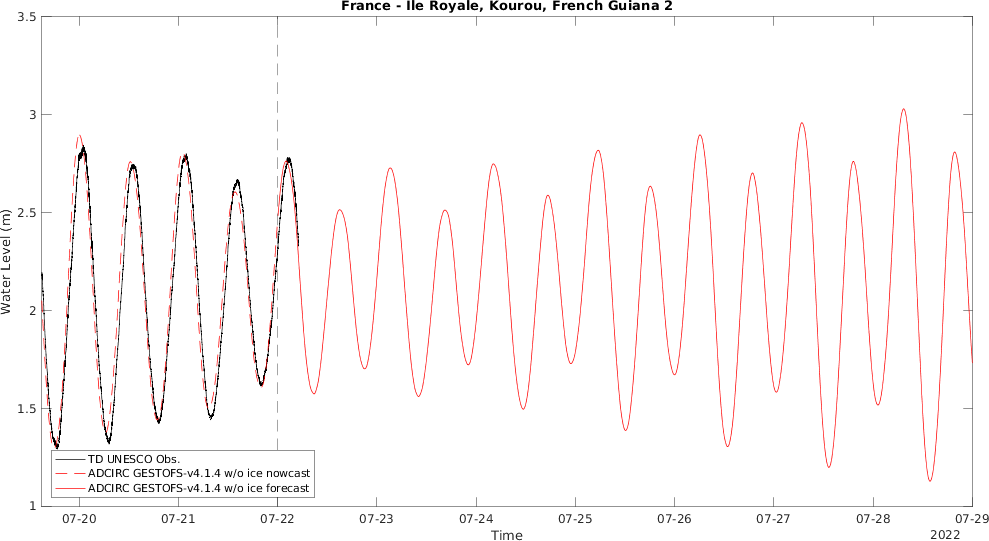 France - Ile Royale, Kourou, French Guiana 2
3.5
3
2.5
2
1.5
1
Water Level (m)
TD UNESCO Obs.
ADCIRC GESTOFS-v4.1.4 w/o ice nowcast
ADCIRC GESTOFS-v4.1.4 w/o ice forecast
07-20 07-21 07-22 07-23 07-24 07-25 07-26 07-27 07-28 07-29
Time
2022